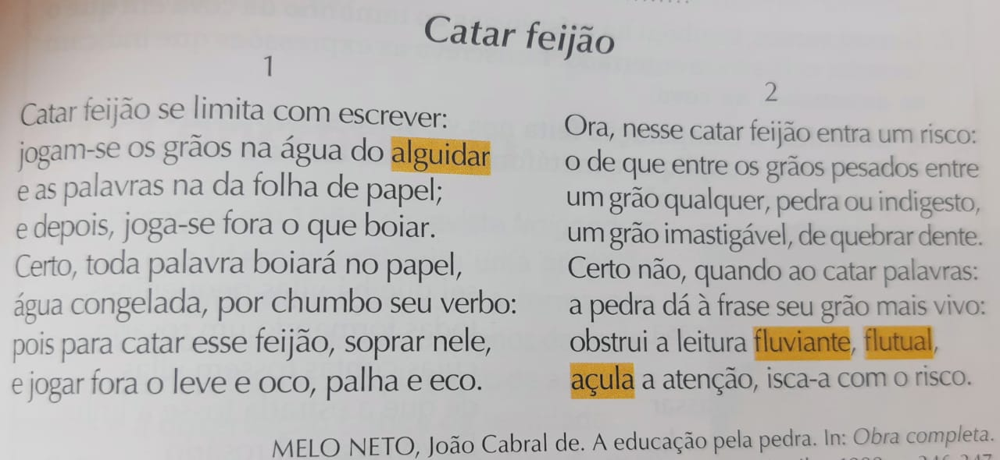 Catar feijão
1
Catar feijão se limita com escrever:
jogam-se os grãos na água do alguidar
e as palavras na da folha de papel;
e depois, joga-se fora o que boiar.
Certo, toda palavra boiará no papel,
água congelada, por chumbo seu verbo:
pois para catar esse feijão, soprar nele,
e jogar fora o leve e oco, palha e eco.
2
Ora, nesse catar feijão entra um risco:
o de que entre os grãos pesados entre
um grão qualquer, pedra ou indigesto,
um grão imastigável, de quebrar dente.
Certo não, quando ao catar palavras:
a pedra dá à frase seu grão mais vivo:
obstrui a leitura fluviante, flutual,
açula a atenção, isca-a com o risco.
MELO NETO, João Cabral de. A educação pela pedra. In: Obra completa.